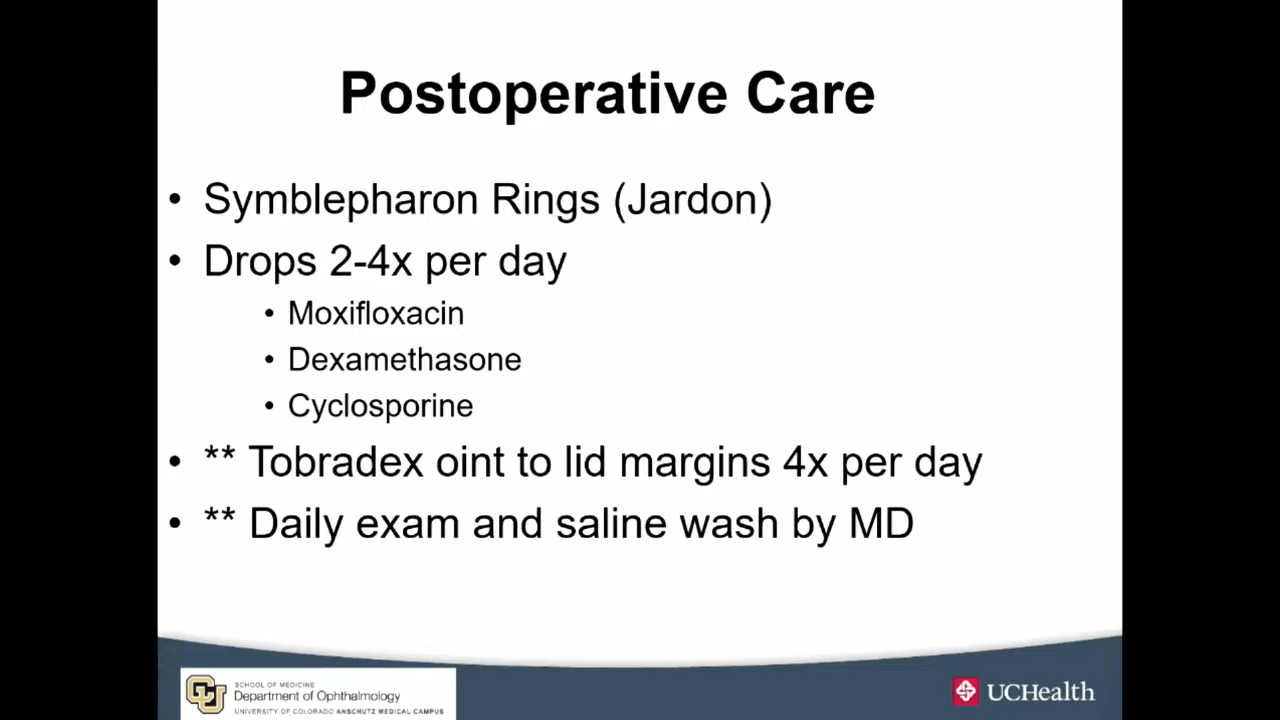 Postoperative Care
• Symblepharon Rings (Jardon)
• Drops 2-4x per day
• Moxifloxacin
• Dexamethasone
• Cyclosporine
• ** Tobradex oint to lid margins 4x per day
• ** Daily exam and saline wash by MD
SCHOOL OF MEDICINE
Department of Ophthalmology
UNIVERSITY OF COLORADO ANSCHUTZ MEDICAL CAMPUS
UCHealth